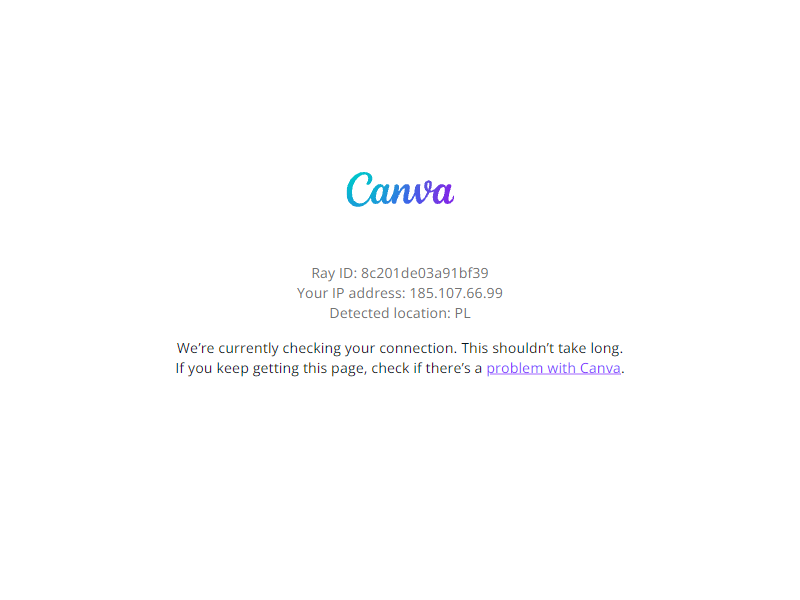 Canva
Ray ID: 8c201de03a91bf39
Your IP address: 185.107.66.99
Detected location: PL
We’re currently checking your connection. This shouldn’t take long.
If you keep getting this page, check if there’s a problem with Canva.